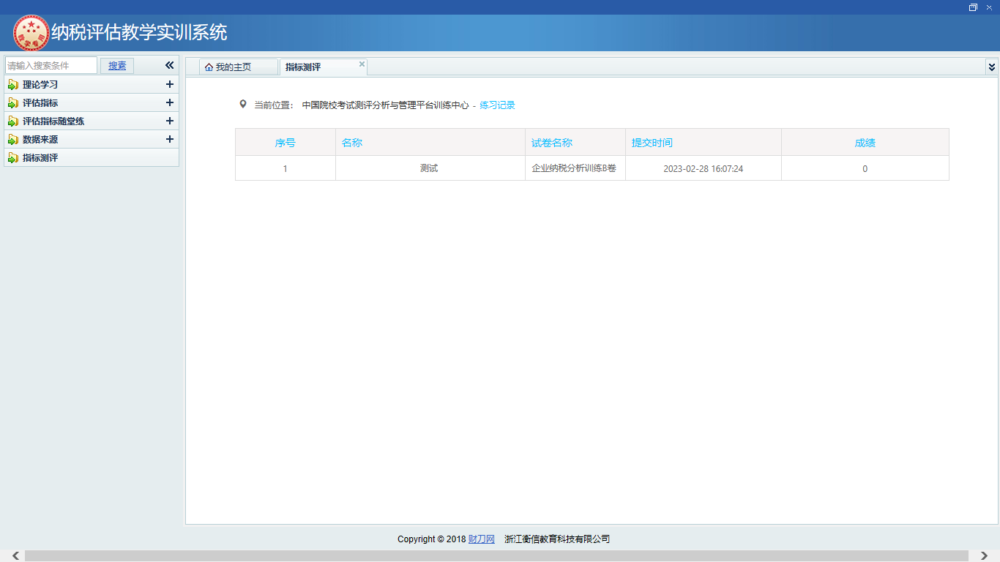 纳税评估教学实训系统
请输入搜索条件 搜素
我的主页 指标测评
理论学习
评估指标
评估指标随堂练
数据来源
指标测评
当前位置： 中国院校考试测评分析与管理平台训练中心 - 练习记录
序号 名称 试卷名称 提交时间 成绩
1 测试 企业纳税分析训练B卷 2023-02-28 16:07:24 0
Copyright © 2018 财刀网 浙江衡信教育科技有限公司